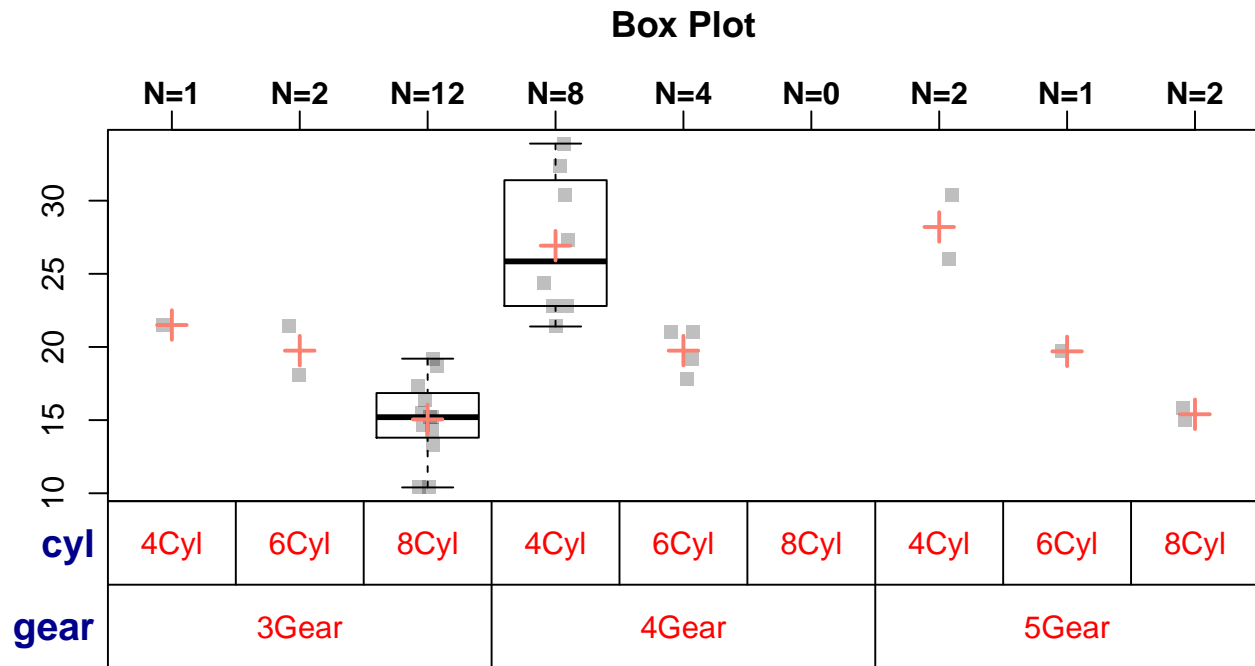 Box Plot
N=1 N=2 N=12 N=8 N=4 N=0 N=2 N=1 N=2
30
25
20
15
10
cyl 4Cyl 6Cyl 8Cyl 4Cyl 6Cyl 8Cyl 4Cyl 6Cyl 8Cyl
gear 3Gear 4Gear 5Gear